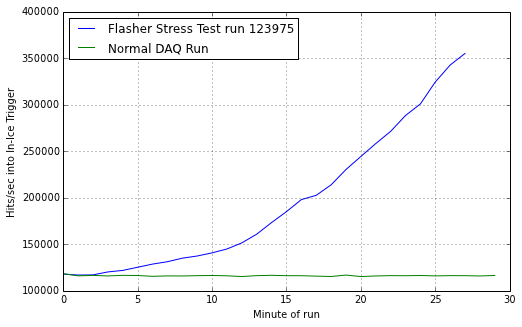 400000
350000
300000
250000
200000
150000
100000
Hits/sec into In-Ice Trigger
Flasher Stress Test run 123975
Normal DAQ Run
0 5 10 15 20 25 30
Minute of run